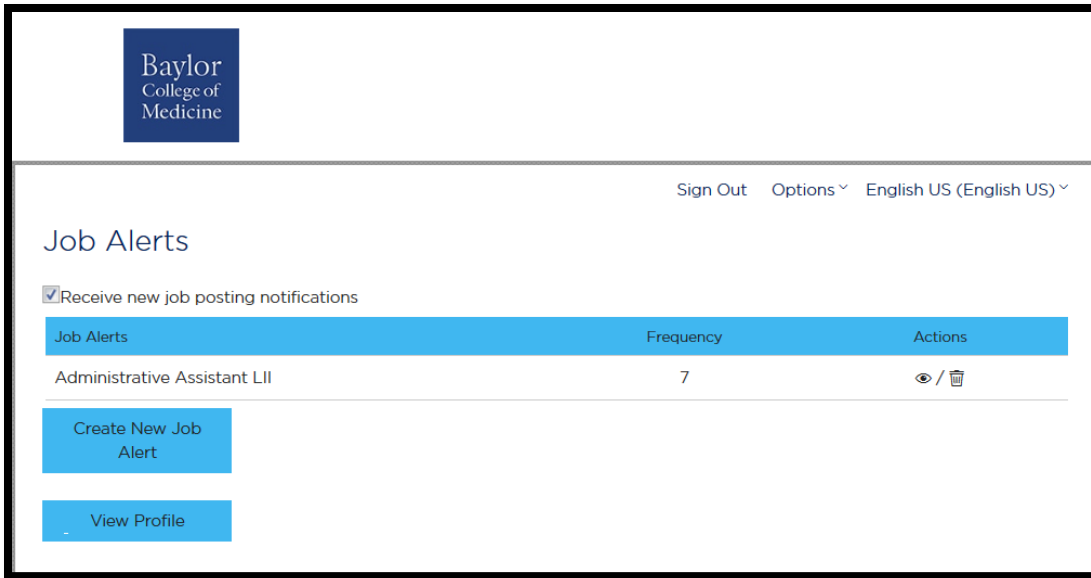 Baylor
College of
Medicine
Sign Out Options English US (English US)
Job Alerts
Receive new job posting notifications
Job Alerts Frequency Actions
Administrative Assistant LII 7 /
Create New Job
Alert
View Profile